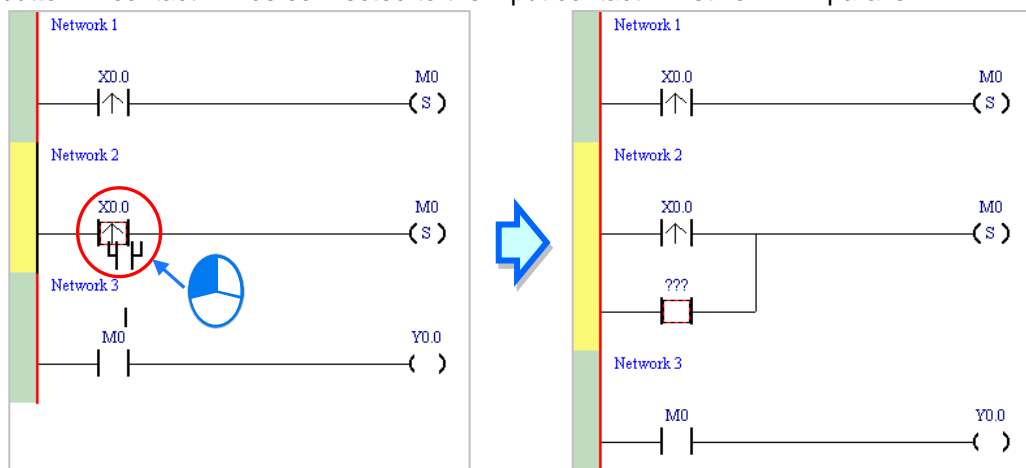 Network 1
X0.0 M0
( S )
Network 2
X0.0 M0
( S )
Network 3
M0 Y0.0
( )
Network 1
X0.0 M0
( S )
Network 2
X0.0 M0
( S )
???
Network 3
M0 Y0.0
( )